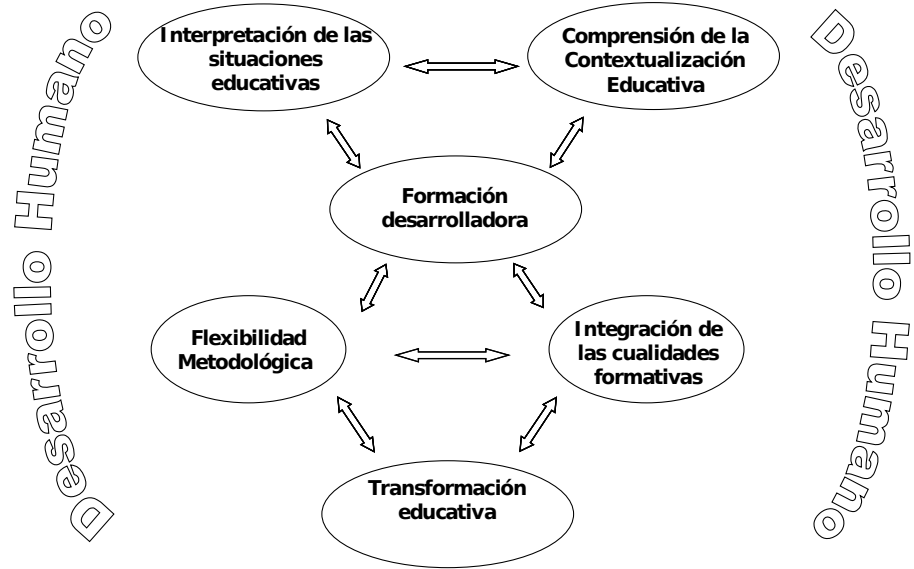 Desarrollo Humano
Interpretación de las
situaciones
educativas
Comprensión de la
Contextualización
Educativa
Desarrollo Humano
Formación
desarrolladora
Flexibilidad
Metodológica
Integración de
las cualidades
formativas
Transformación
educativa